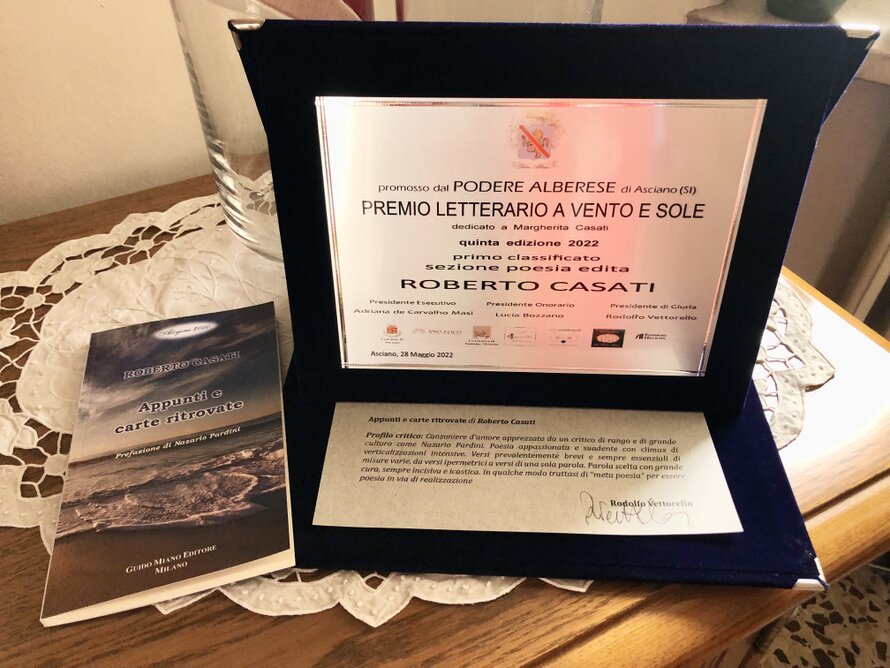 promosso dal PODERE ALBERESE di Asciano (SI)
PREMIO LETTERARIO A VENTO E SOLE
dedicato a Margherita Casati
quinta edizione 2022
primo classificato
sezione poesia edita
ROBERTO CASATI
Presidente Esecutivo Presidente Onorario Presidente di Giuria
Adriana de Carvalho Masi Lucia Bozzano Rodolfo Vettorello
Asciano, 28 Maggio 2022
Alcyone 2000
ROBERTO CASATI
Appunti e
carte ritrovate
Prefazione di Nazario Pardini
GUIDO MIANO EDITORE
MILANO
Appunti e carte ritrovate di Roberto Casati
Profilo critico: Canzoniere d'amore apprezzato da un critico di rango e di grande
cultura come Nazario Pardini. Poesia appassionata e suadente con climax di
verticalizzazioni intensive. Versi prevalentemente brevi e sempre essenziali di
misure varie, da versi ipermetrici a versi di una sola parola. Parola scelta con grande
cura, sempre incisiva e icastica. In qualche modo trattasi di "meta poesia" per essere
poesia in via di realizzazione
Rodolfo Vettorello